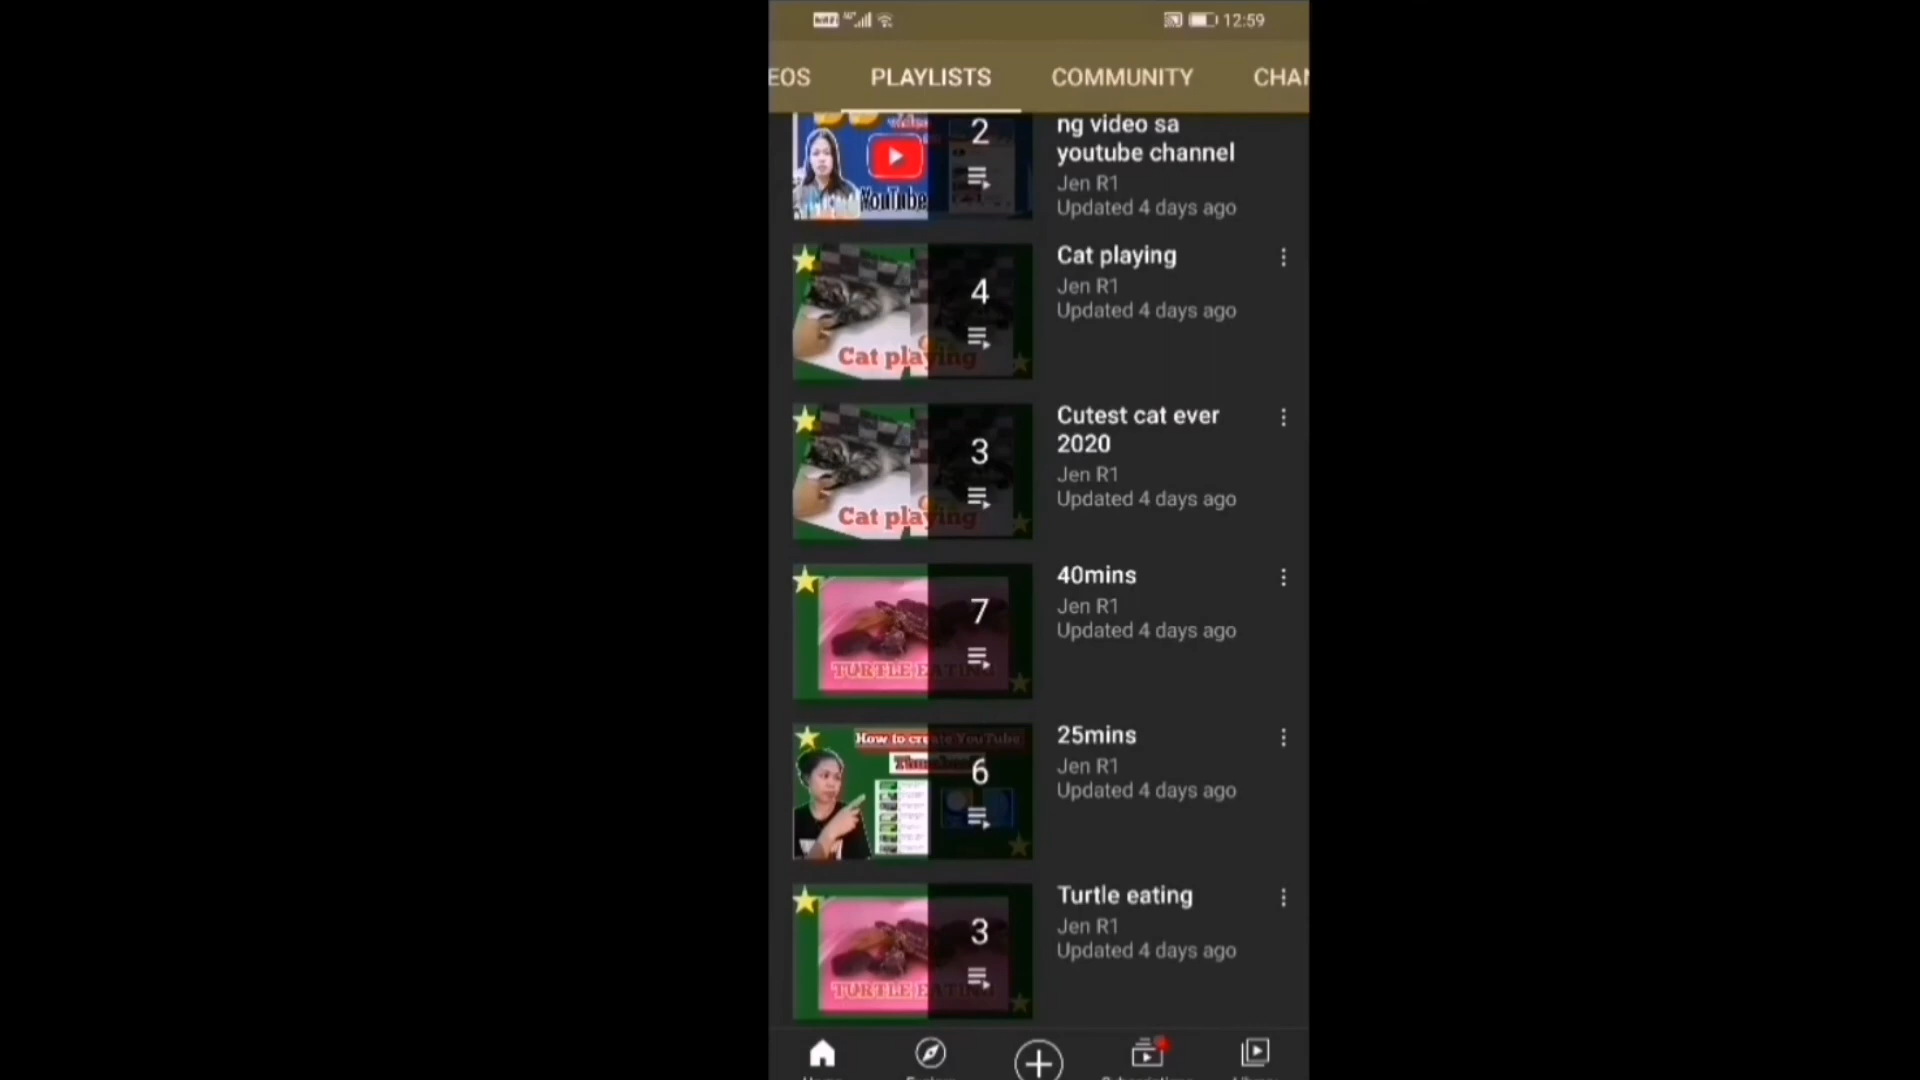 12:59
EOS PLAYLISTS COMMUNITY CHAN
YouTube
2
ng video sa
youtube channel
Jen R1
Updated 4 days ago
Cat playing
4
Cat playing
Jen R1
Updated 4 days ago
Cat playing
3
Cutest cat ever
2020
Jen R1
Updated 4 days ago
TURTLE EATING
7
40mins
Jen R1
Updated 4 days ago
How to create YouTube
6
25mins
Jen R1
Updated 4 days ago
TURTLE EATING
3
Turtle eating
Jen R1
Updated 4 days ago